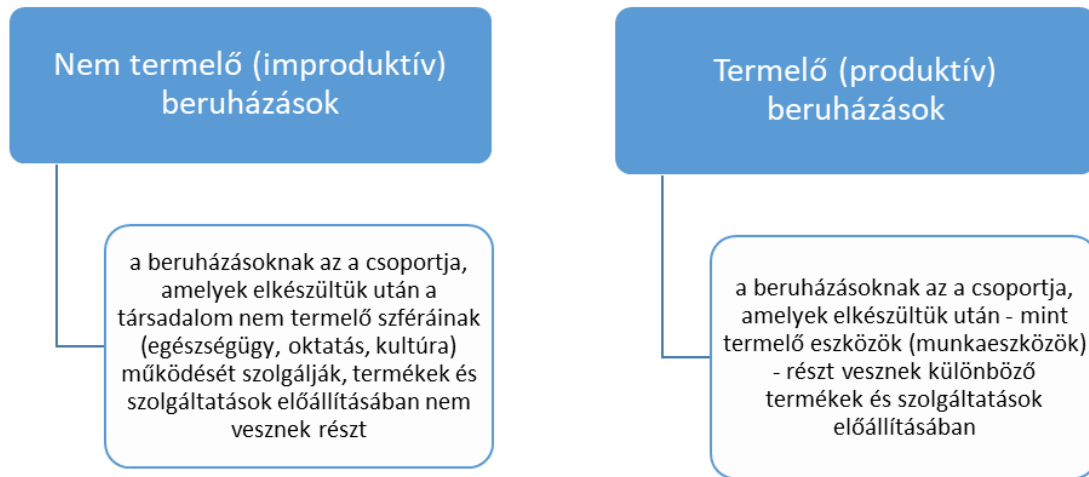 Nem termelő (improduktív)
beruházások
a beruházásoknak az a csoportja,
amelyek elkészültük után a
társadalom nem termelő szféráinak
(egészségügy, oktatás, kultúra)
működését szolgálják, termékek és
szolgáltatások előállításában nem
vesznek részt
Termelő (produktív)
beruházások
a beruházásoknak az a csoportja,
amelyek elkészültük után - mint
termelő eszközök (munkaeszközök)
- részt vesznek különböző
termékek és szolgáltatások
előállításában